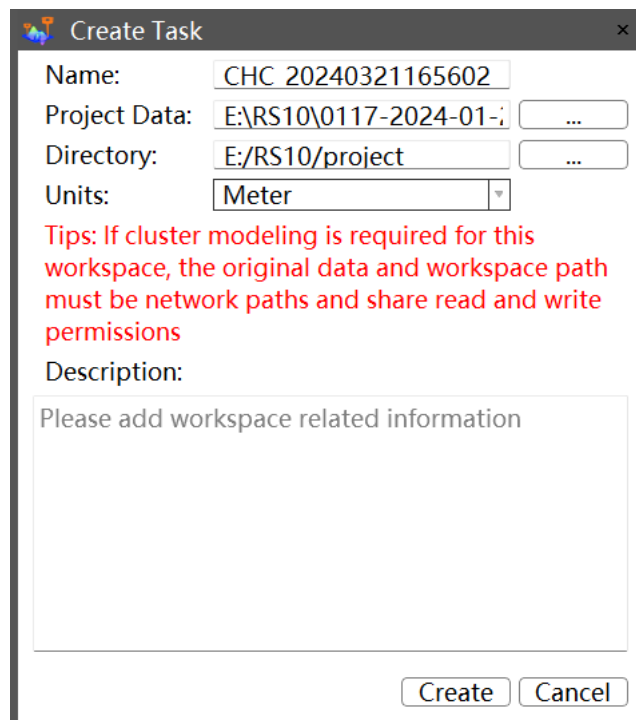 Create Task
Name: CHC_20240321165602
Project Data: E:\RS10\0117-2024-01- ...
Directory: E:/RS10/project ...
Units: Meter
Tips: If cluster modeling is required for this
workspace, the original data and workspace path
must be network paths and share read and write
permissions
Description:
Please add workspace related information
Create Cancel